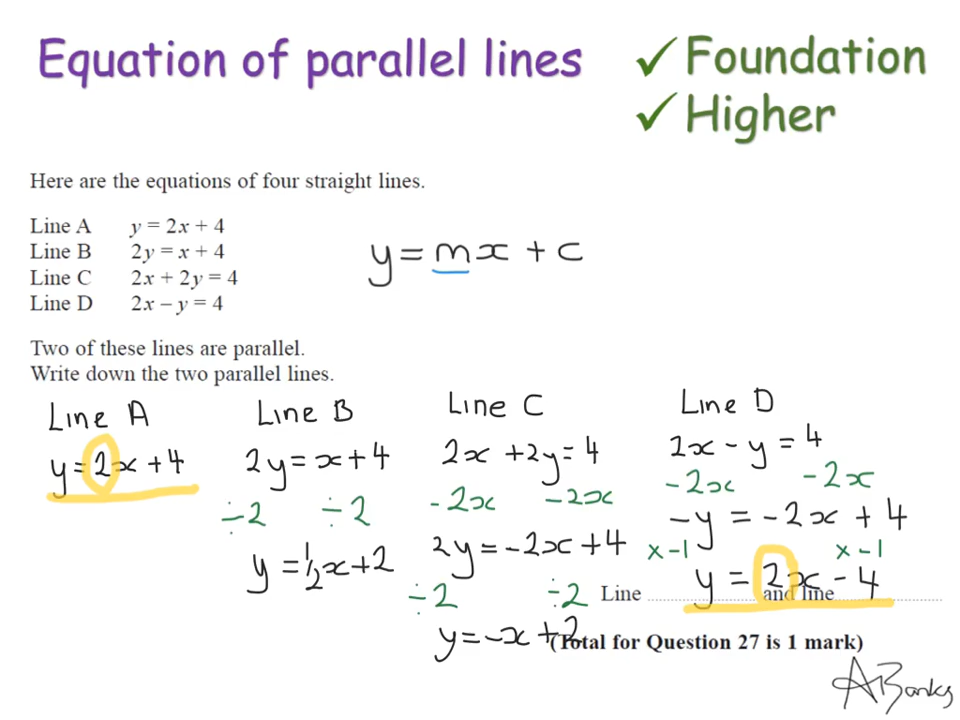 Equation of parallel lines
✓ Foundation
✓ Higher
Here are the equations of four straight lines.
Line A y = 2x + 4
Line B 2y = x + 4
Line C 2x + 2y = 4
Line D 2x − y = 4
y = mx + c
Two of these lines are parallel.
Write down the two parallel lines.
Line A
y = 2x + 4
Line B
2y = x + 4
÷2 ÷2
y = ½x + 2
Line C
2x + 2y = 4
-2x -2x
2y = -2x + 4
÷2 ÷2
y = -x + 2
Line D
2x - y = 4
-2x -2x
-y = -2x + 4
x -1 x -1
y = 2x - 4
Line .................... and line ....................
(Total for Question 27 is 1 mark)
ABanks